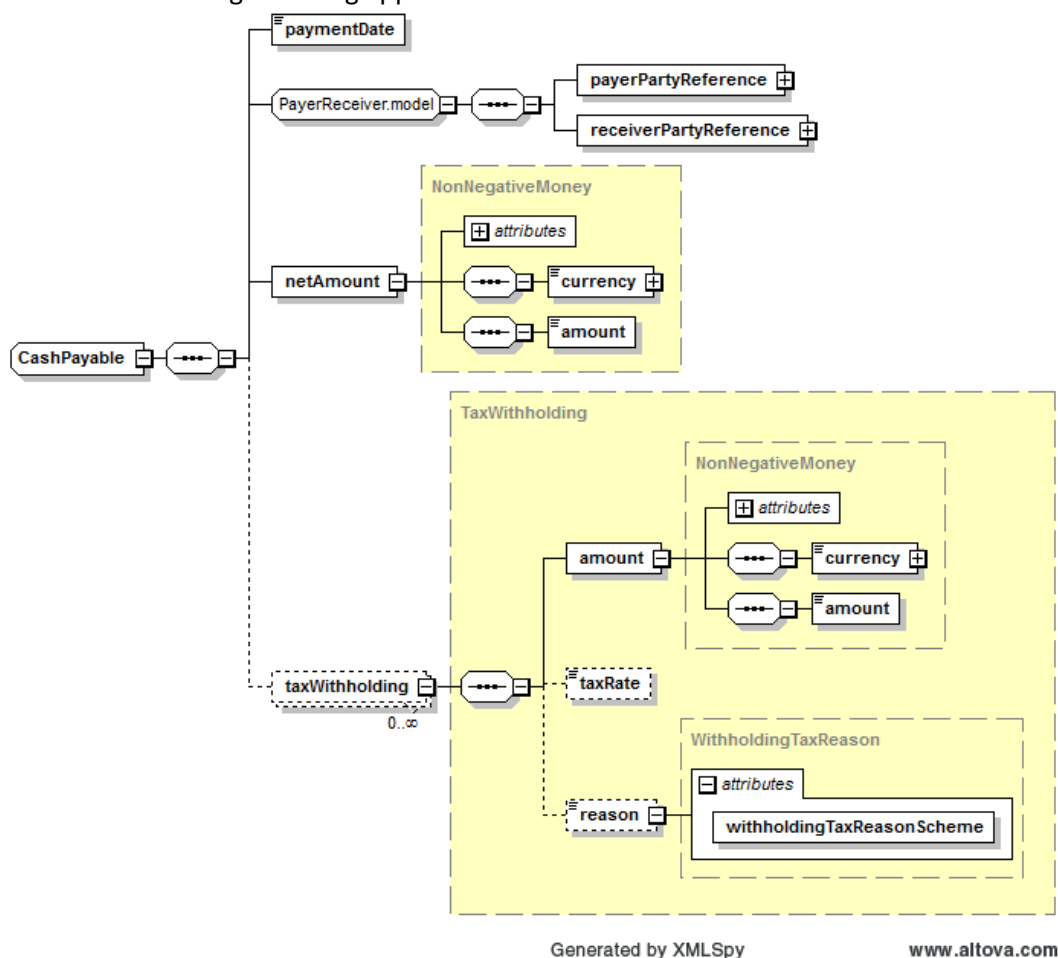 paymentDate
PayerReceiver.model
payerPartyReference
receiverPartyReference
NonNegativeMoney
attributes
netAmount
currency
amount
CashPayable
TaxWithholding
NonNegativeMoney
attributes
amount
currency
amount
taxWithholding
0..∞
taxRate
WithholdingTaxReason
attributes
reason
withholdingTaxReasonScheme
Generated by XMLSpy
www.altova.com